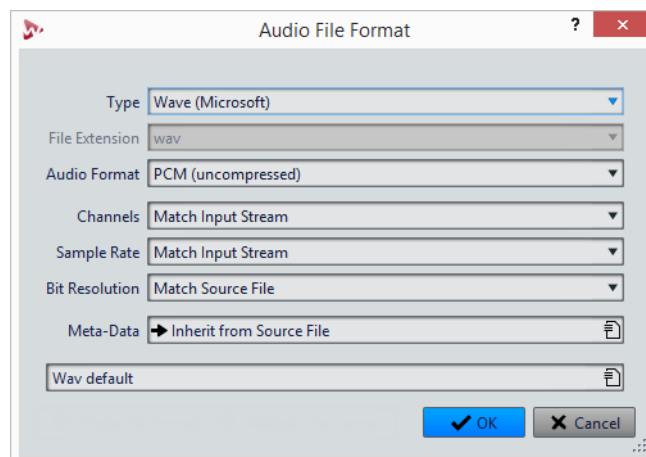 Audio File Format ?
Type Wave (Microsoft)
File Extension wav
Audio Format PCM (uncompressed)
Channels Match Input Stream
Sample Rate Match Input Stream
Bit Resolution Match Source File
Meta-Data Inherit from Source File
Wav default
OK Cancel